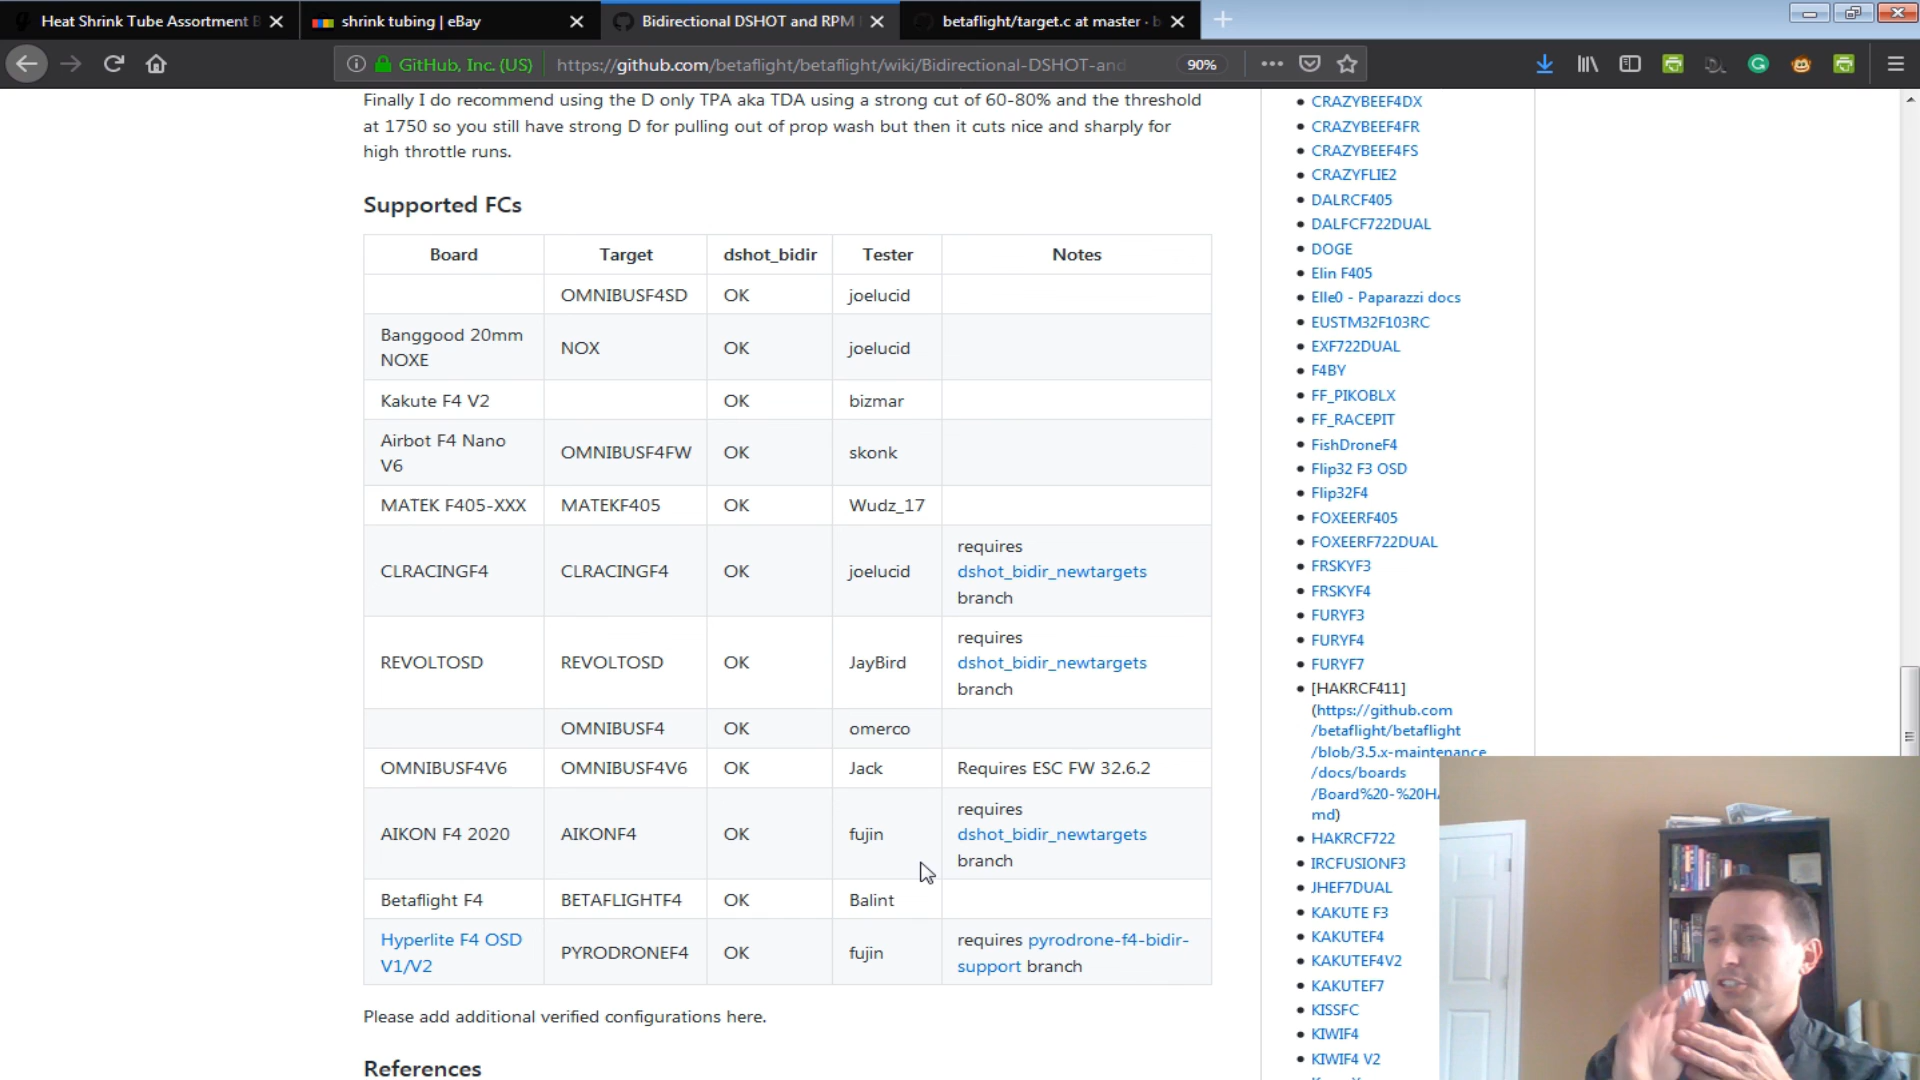 Heat Shrink Tube Assortment B
shrink tubing | eBay
Bidirectional DSHOT and RPM
betaflight/target.c at master · b
GitHub, Inc. (US)
https://github.com/betaflight/betaflight/wiki/Bidirectional-DSHOT-and-
90%
Finally I do recommend using the D only TPA aka TDA using a strong cut of 60-80% and the threshold
at 1750 so you still have strong D for pulling out of prop wash but then it cuts nice and sharply for
high throttle runs.
Supported FCs
Board Target dshot_bidir Tester Notes
OMNIBUSF4SD OK joelucid
Banggood 20mm
NOXE
NOX OK joelucid
Kakute F4 V2 OK bizmar
Airbot F4 Nano
V6
OMNIBUSF4FW OK skonk
MATEK F405-XXX MATEKF405 OK Wudz_17
CLRACINGF4 CLRACINGF4 OK joelucid
requires
dshot_bidir_newtargets
branch
REVOLTOSD REVOLTOSD OK JayBird
requires
dshot_bidir_newtargets
branch
OMNIBUSF4 OK omerco
OMNIBUSF4V6 OMNIBUSF4V6 OK Jack Requires ESC FW 32.6.2
AIKON F4 2020 AIKONF4 OK fujin
requires
dshot_bidir_newtargets
branch
Betaflight F4 BETAFLIGHTF4 OK Balint
Hyperlite F4 OSD
V1/V2
PYRODRONEF4 OK fujin
requires pyrodrone-f4-bidir-
support branch
Please add additional verified configurations here.
References
CRAZYBEEF4DX
CRAZYBEEF4FR
CRAZYBEEF4FS
CRAZYFLIE2
DALRCF405
DALFCF722DUAL
DOGE
Elin F405
Elle0 - Paparazzi docs
EUSTM32F103RC
EXF722DUAL
F4BY
FF_PIKOBLX
FF_RACEPIT
FishDroneF4
Flip32 F3 OSD
Flip32F4
FOXEERF405
FOXEERF722DUAL
FRSKYF3
FRSKYF4
FURYF3
FURYF4
FURYF7
[HAKRCF411]
(https://github.com
/betaflight/betaflight
/blob/3.5.x-maintenance
/docs/boards
/Board%20-%20HA
md)
HAKRCF722
IRCFUSIONF3
JHEF7DUAL
KAKUTE F3
KAKUTEF4
KAKUTEF4V2
KAKUTEF7
KISSFC
KIWIF4
KIWIF4 V2